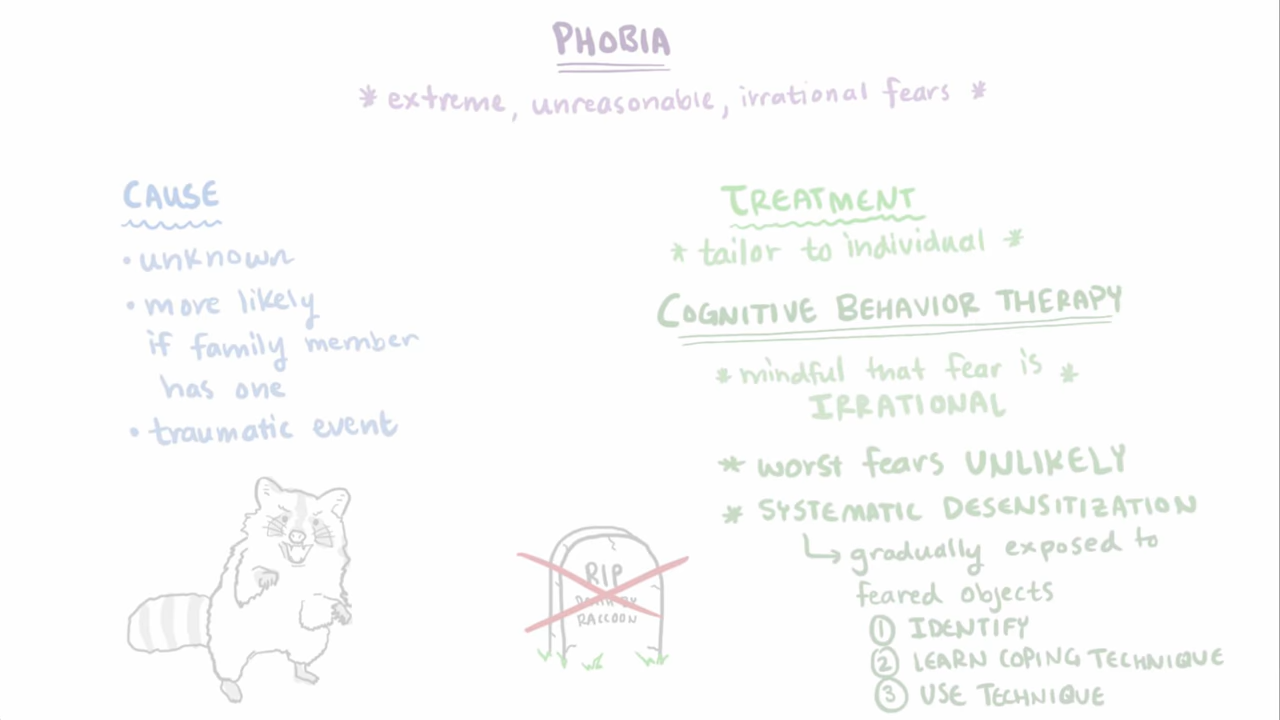 PHOBIA
* extreme, unreasonable, irrational fears *
CAUSE
• unknown
• more likely
if family member
has one
• traumatic event
TREATMENT
* tailor to individual *
COGNITIVE BEHAVIOR THERAPY
* mindful that fear is *
IRRATIONAL
* worst fears UNLIKELY
* SYSTEMATIC DESENSITIZATION
↳ gradually exposed to
feared objects
① IDENTIFY
② LEARN COPING TECHNIQUE
③ USE TECHNIQUE
RIP
RACCOON